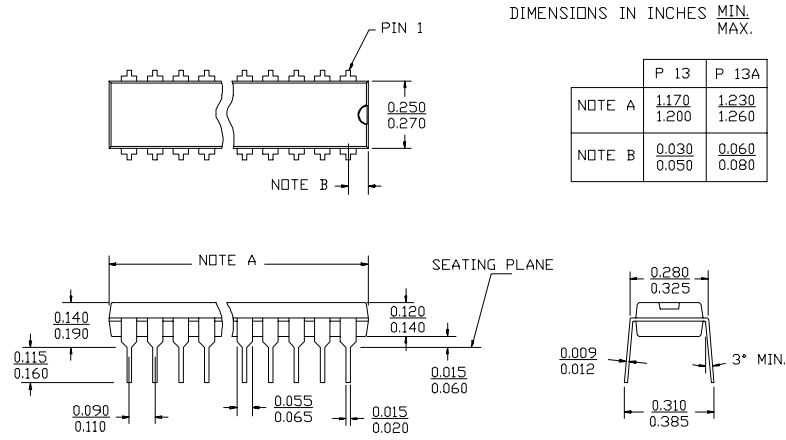 DIMENSIONS IN INCHES MIN.
MAX.
PIN 1
P 13 P 13A
NOTE A 1.170 1.230
1.200 1.260
NOTE B 0.030 0.060
0.050 0.080
0.250
0.270
NOTE B
NOTE A
SEATING PLANE
0.280
0.325
0.140
0.190
0.120
0.140
0.115
0.160
0.015
0.060
0.009
0.012
3° MIN.
0.090
0.110
0.055
0.065
0.015
0.020
0.310
0.385